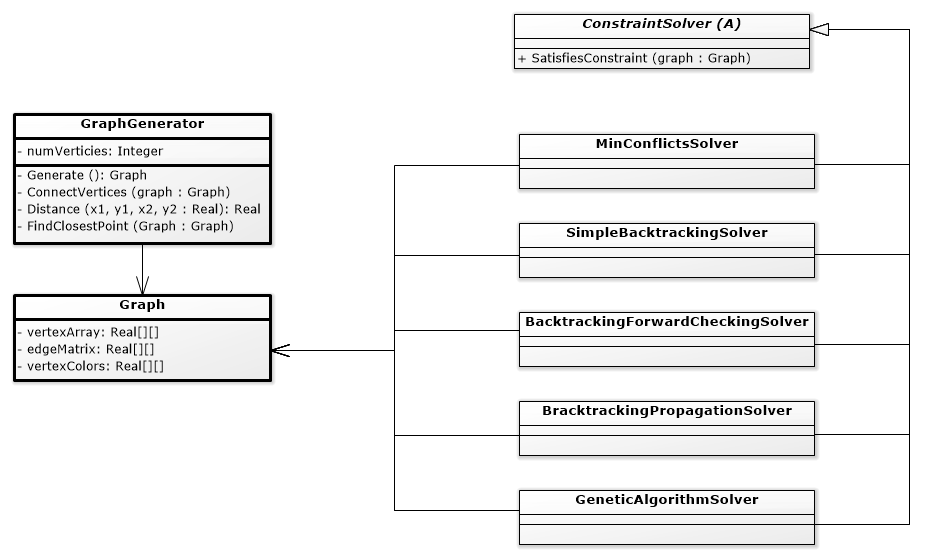 ConstraintSolver (A)
+ SatisfiesConstraint (graph : Graph)
GraphGenerator
- numVerticies: Integer
- Generate (): Graph
- ConnectVertices (graph : Graph)
- Distance (x1, y1, x2, y2 : Real): Real
- FindClosestPoint (Graph : Graph)
Graph
- vertexArray: Real[][]
- edgeMatrix: Real[][]
- vertexColors: Real[][]
MinConflictsSolver
SimpleBacktrackingSolver
BacktrackingForwardCheckingSolver
BracktrackingPropagationSolver
GeneticAlgorithmSolver